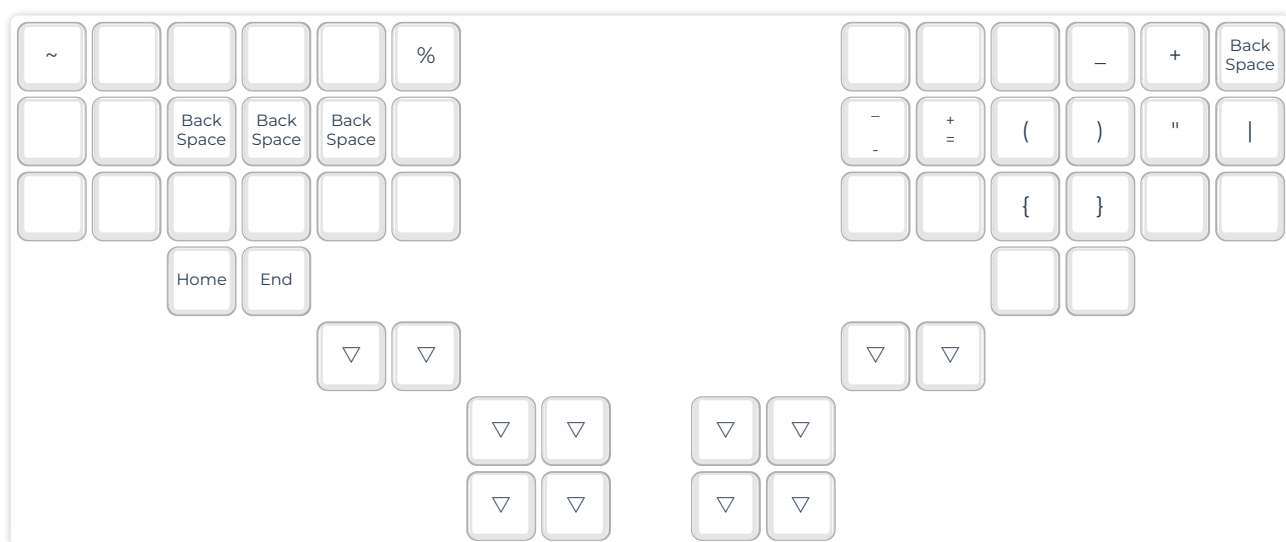 ~ % _ + Back Space
Back Space Back Space Back Space _ - + = ( ) " |
{ }
Home End
▽ ▽ ▽ ▽
▽ ▽ ▽ ▽
▽ ▽ ▽ ▽